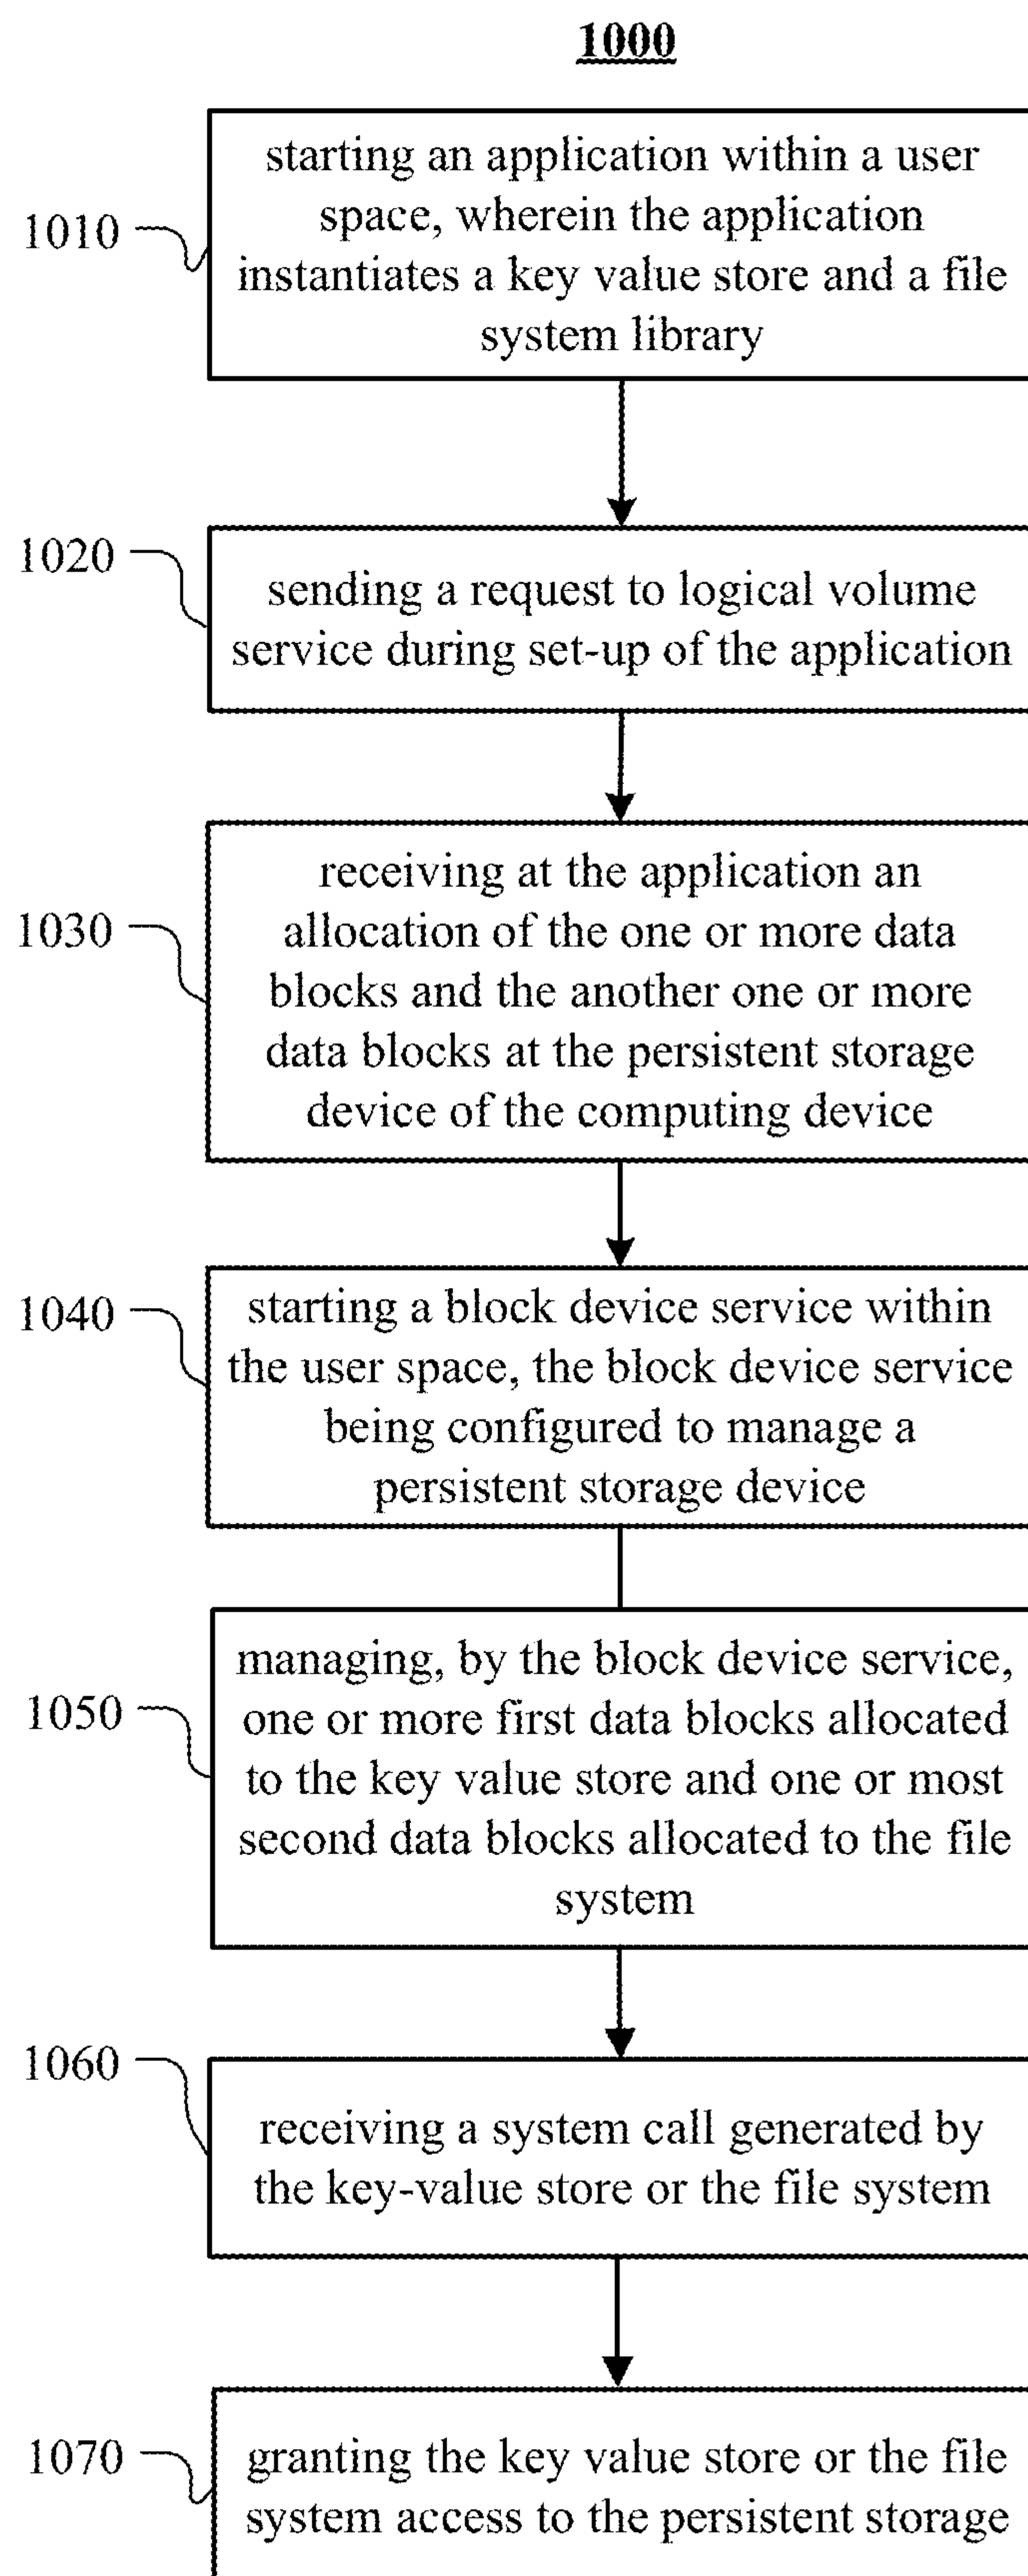 1000
1010
starting an application within a user
space, wherein the application
instantiates a key value store and a file
system library
1020
sending a request to logical volume
service during set-up of the application
1030
receiving at the application an
allocation of the one or more data
blocks and the another one or more
data blocks at the persistent storage
device of the computing device
1040
starting a block device service within
the user space, the block device service
being configured to manage a
persistent storage device
1050
managing, by the block device service,
one or more first data blocks allocated
to the key value store and one or most
second data blocks allocated to the file
system
1060
receiving a system call generated by
the key-value store or the file system
1070
granting the key value store or the file
system access to the persistent storage